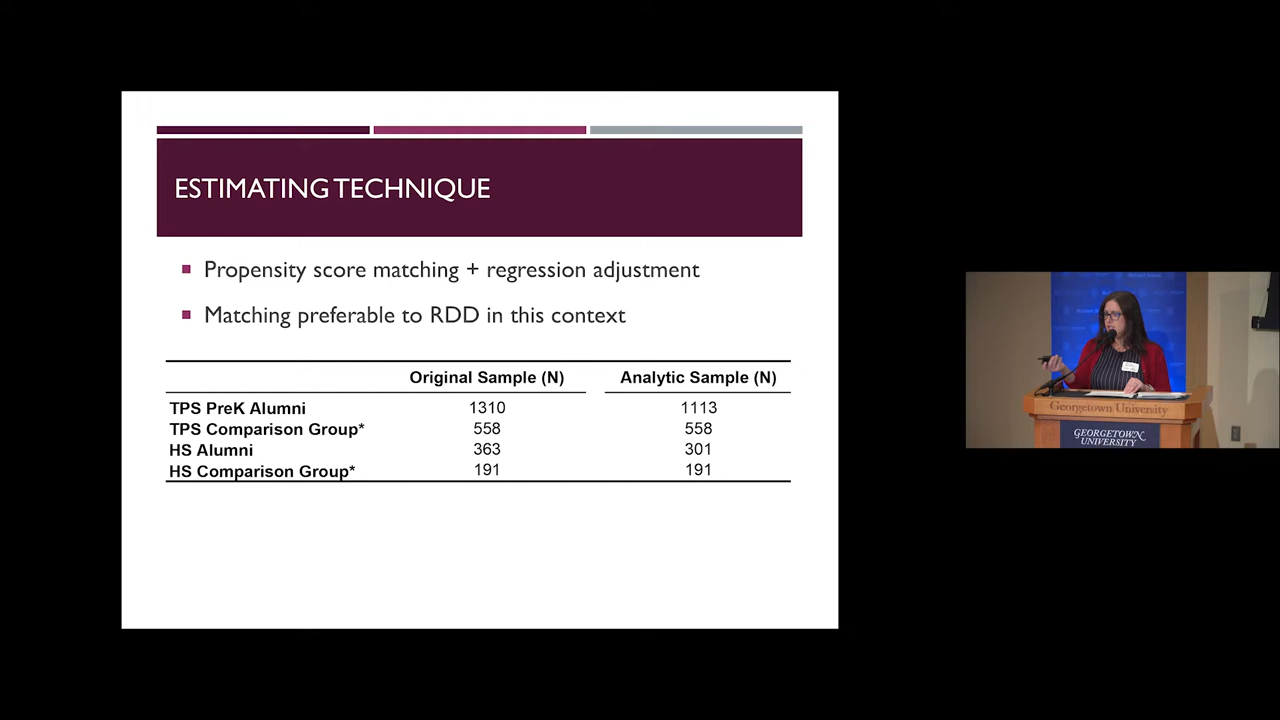 ESTIMATING TECHNIQUE
Propensity score matching + regression adjustment
Matching preferable to RDD in this context
Original Sample (N) Analytic Sample (N)
TPS PreK Alumni 1310 1113
TPS Comparison Group* 558 558
HS Alumni 363 301
HS Comparison Group* 191 191
Georgetown University
GEORGETOWN
UNIVERSITY